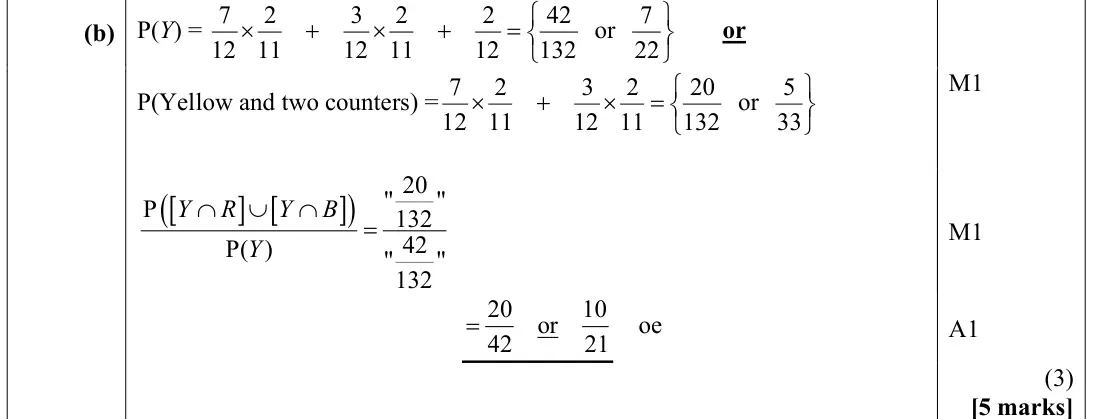 (b) P(Y) = 7/12 × 2/11 + 3/12 × 2/11 + 2/12 = {42/132 or 7/22} or
P(Yellow and two counters) = 7/12 × 2/11 + 3/12 × 2/11 = {20/132 or 5/33}
M1
P([Y ∩ R] ∪ [Y ∩ B]) / P(Y) = "20/132" / "42/132"
M1
= 20/42 or 10/21 oe
A1
(3)
[5 marks]